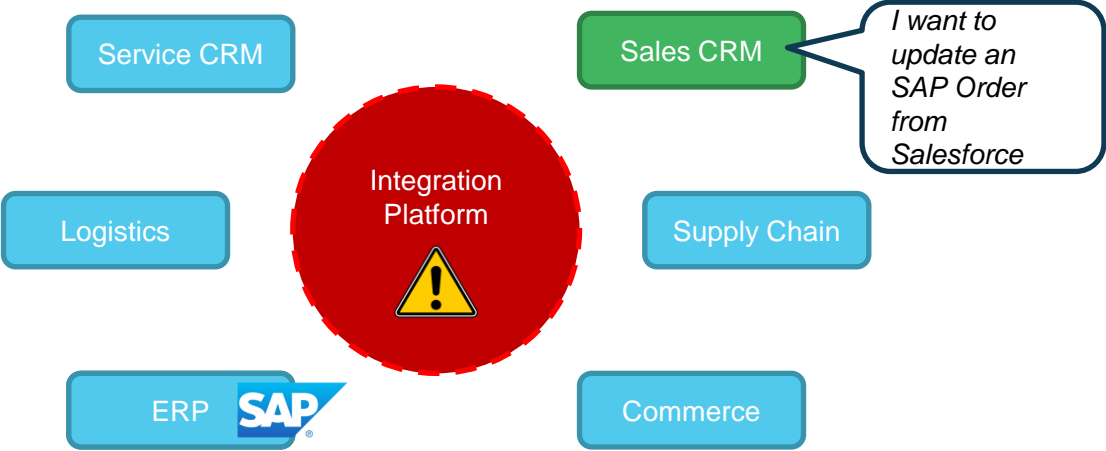 Service CRM
Sales CRM
I want to
update an
SAP Order
from
Salesforce
Integration
Platform
Logistics
Supply Chain
ERP
SAP
®
Commerce